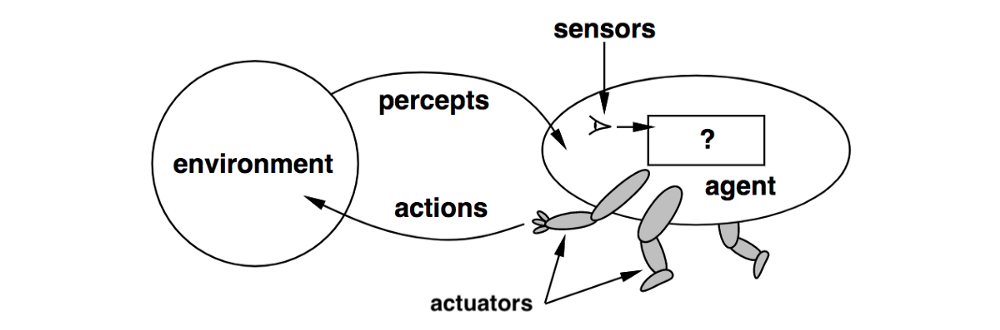 sensors
percepts
environment
?
agent
actions
actuators